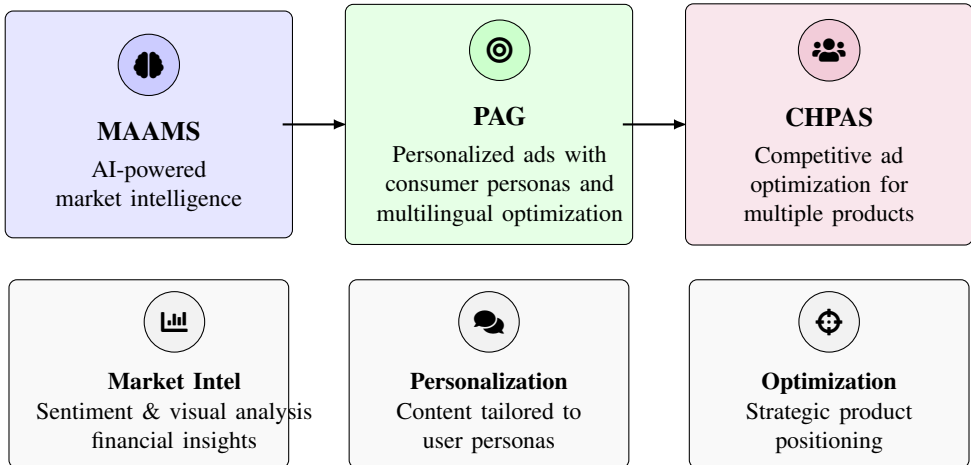 MAAMS
AI-powered
market intelligence
PAG
Personalized ads with
consumer personas and
multilingual optimization
CHPAS
Competitive ad
optimization for
multiple products
Market Intel
Sentiment & visual analysis
financial insights
Personalization
Content tailored to
user personas
Optimization
Strategic product
positioning